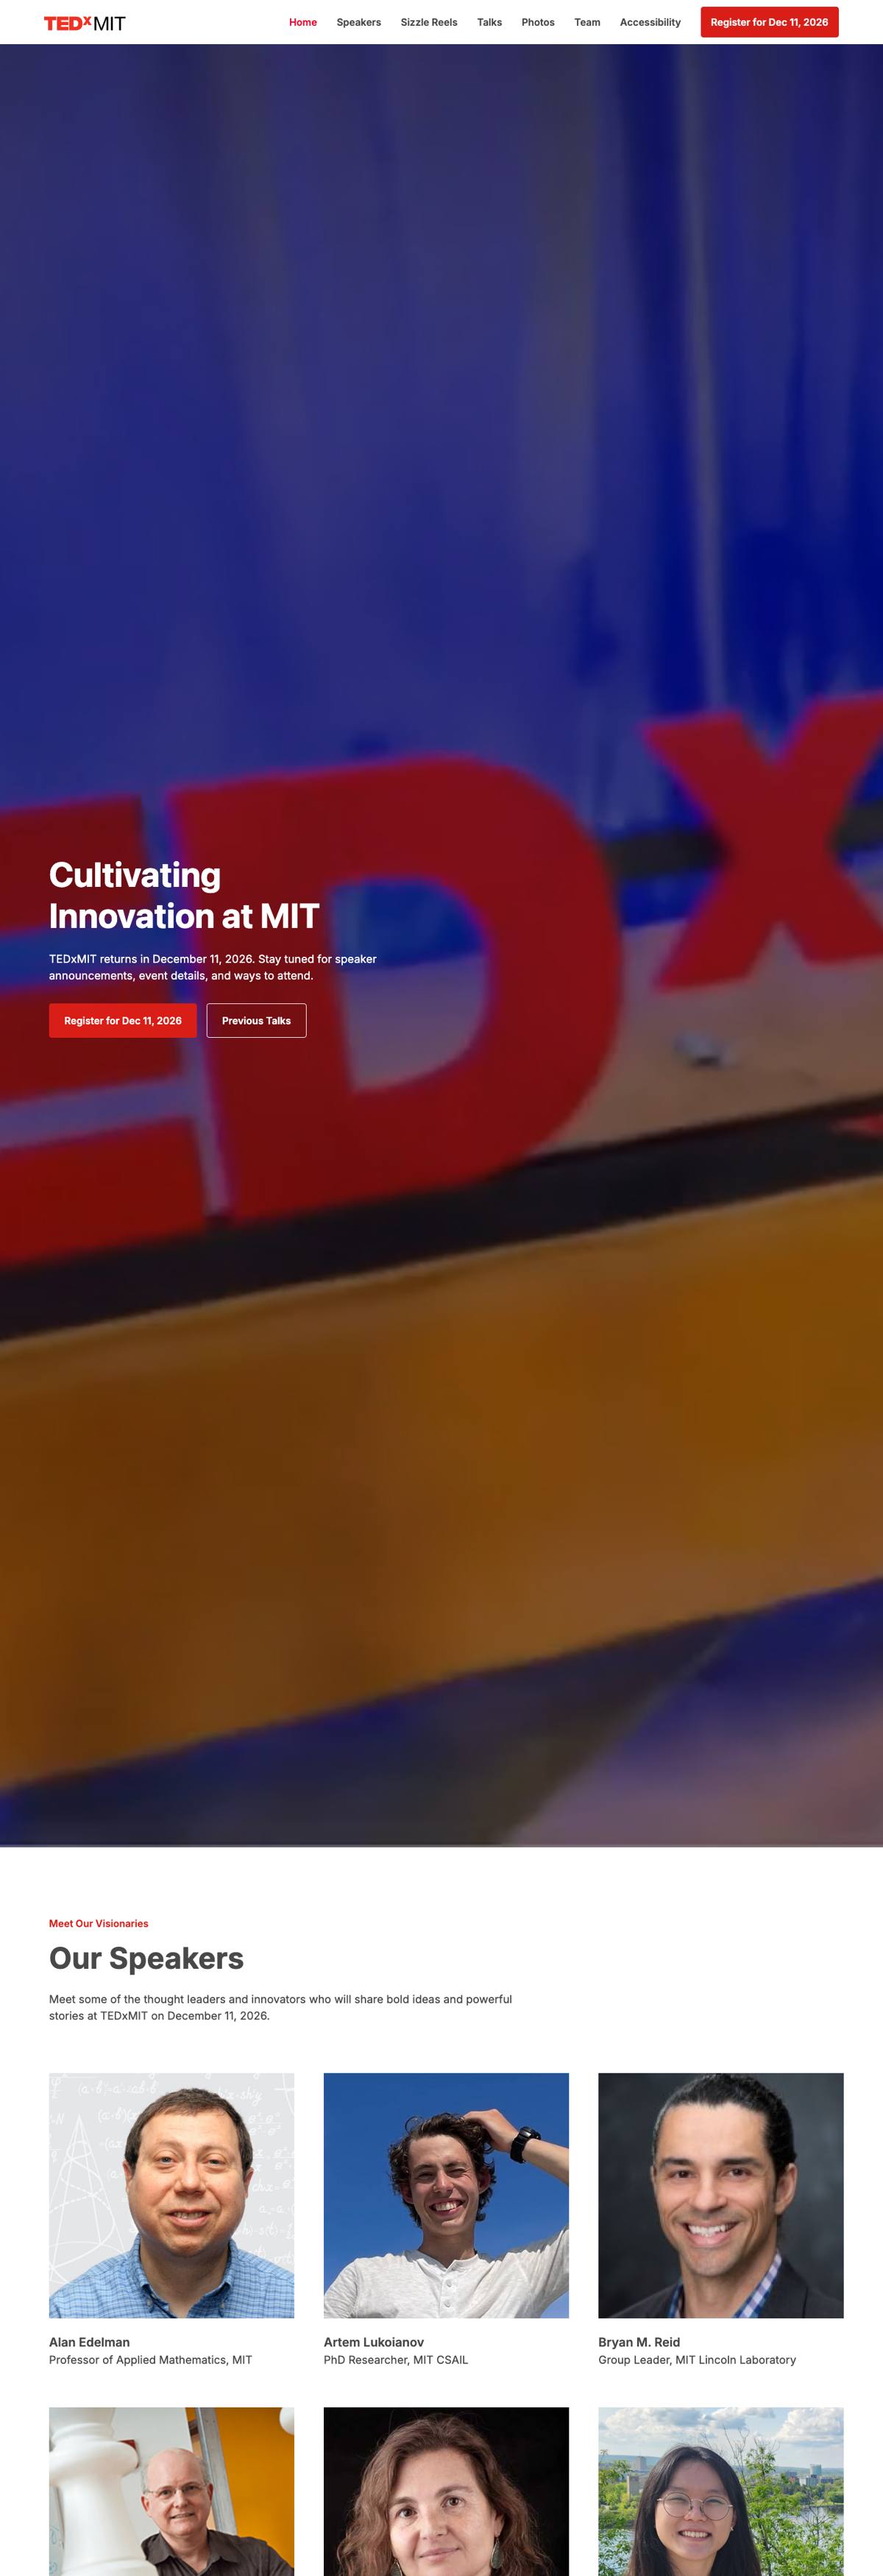 TEDxMIT
Home
Speakers
Sizzle Reels
Talks
Photos
Team
Accessibility
Register for Dec 11, 2026
EDx
Cultivating
Innovation at MIT
TEDxMIT returns in December 11, 2026. Stay tuned for speaker
announcements, event details, and ways to attend.
Register for Dec 11, 2026
Previous Talks
Meet Our Visionaries
Our Speakers
Meet some of the thought leaders and innovators who will share bold ideas and powerful
stories at TEDxMIT on December 11, 2026.
Alan Edelman
Professor of Applied Mathematics, MIT
Artem Lukoianov
PhD Researcher, MIT CSAIL
Bryan M. Reid
Group Leader, MIT Lincoln Laboratory